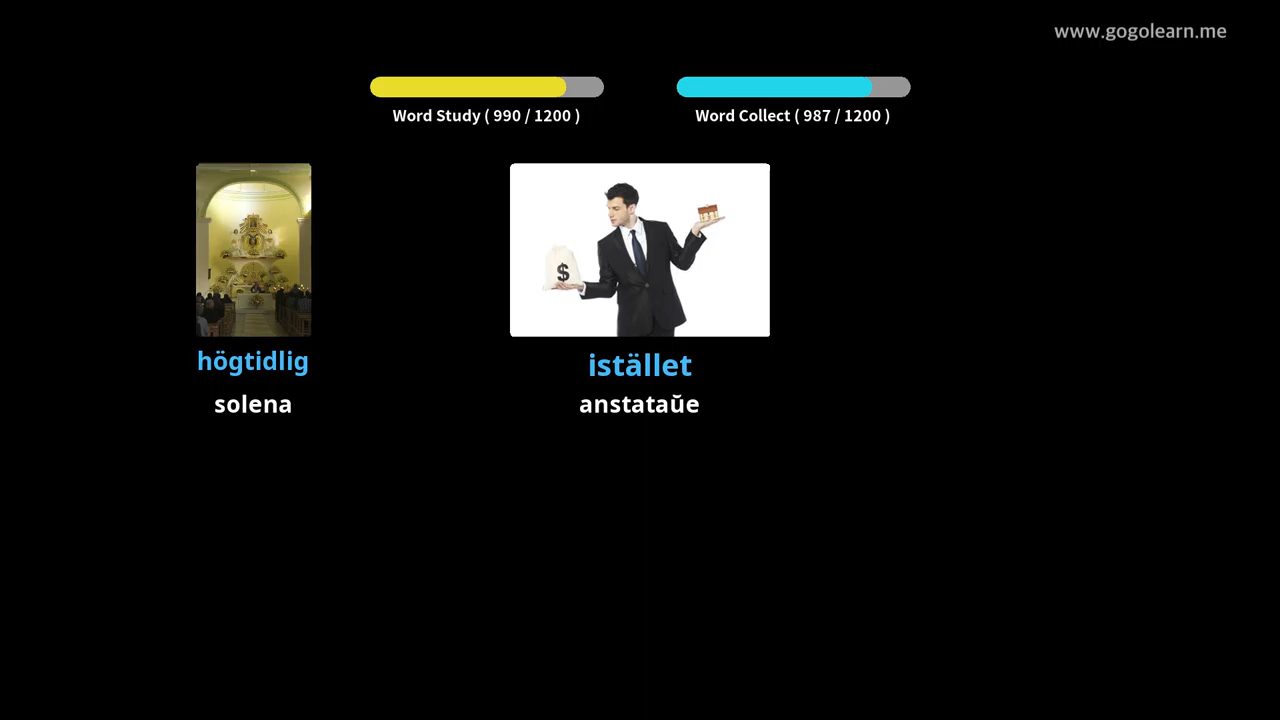 www.gogolearn.me
Word Study ( 990 / 1200 )
Word Collect ( 987 / 1200 )
$
högtidlig
istället
solena
anstataŭe